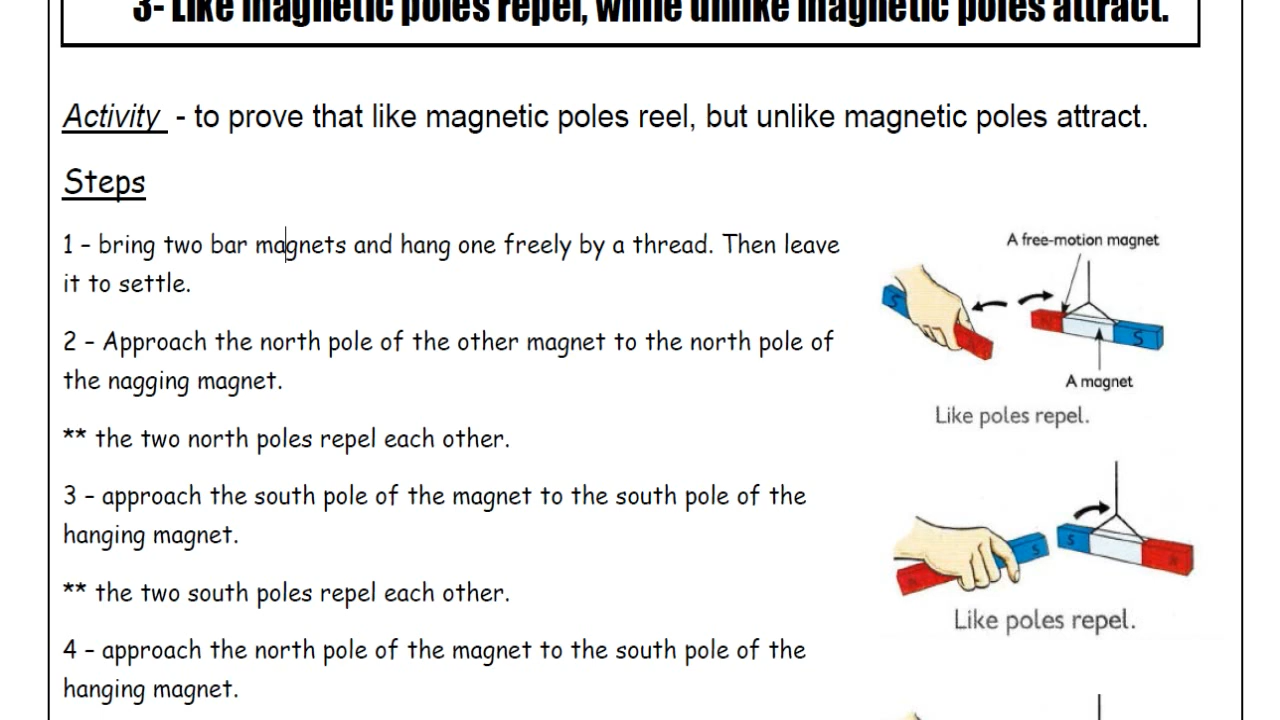 3- Like magnetic poles repel, while unlike magnetic poles attract.
Activity - to prove that like magnetic poles reel, but unlike magnetic poles attract.
Steps
1 – bring two bar magnets and hang one freely by a thread. Then leave
it to settle.
2 – Approach the north pole of the other magnet to the north pole of
the nagging magnet.
** the two north poles repel each other.
3 – approach the south pole of the magnet to the south pole of the
hanging magnet.
** the two south poles repel each other.
4 – approach the north pole of the magnet to the south pole of the
hanging magnet.
A free-motion magnet
S
S
A magnet
Like poles repel.
S
S
Like poles repel.